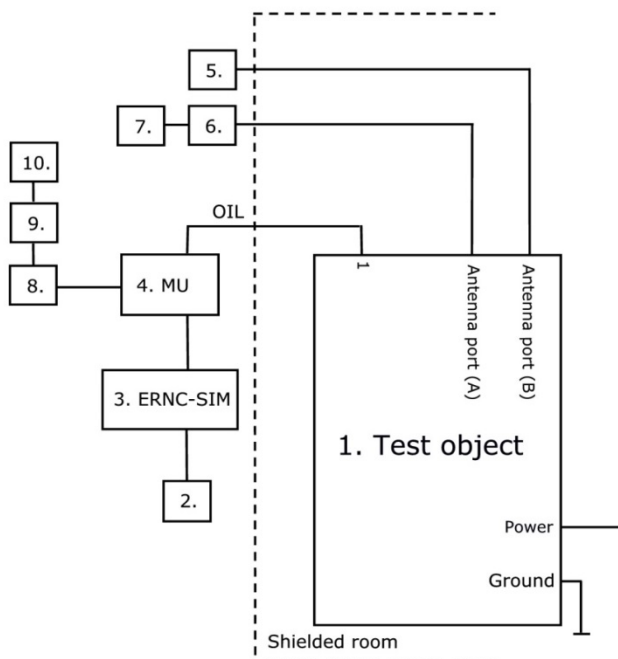 5.
7.
6.
10.
9.
OIL
8.
4. MU
1
Antenna port (A)
Antenna port (B)
3. ERNC-SIM
1. Test object
2.
Power
Ground
Shielded room